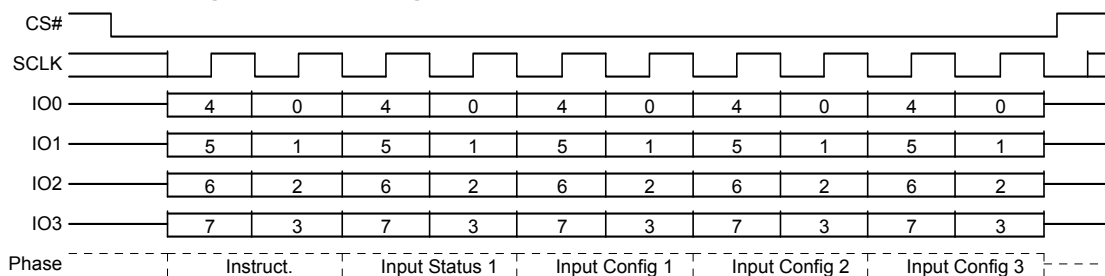 CS#
SCLK
IO0 4 0 4 0 4 0 4 0 4 0
IO1 5 1 5 1 5 1 5 1 5 1
IO2 6 2 6 2 6 2 6 2 6 2
IO3 7 3 7 3 7 3 7 3 7 3
Phase Instruct. Input Status 1 Input Config 1 Input Config 2 Input Config 3